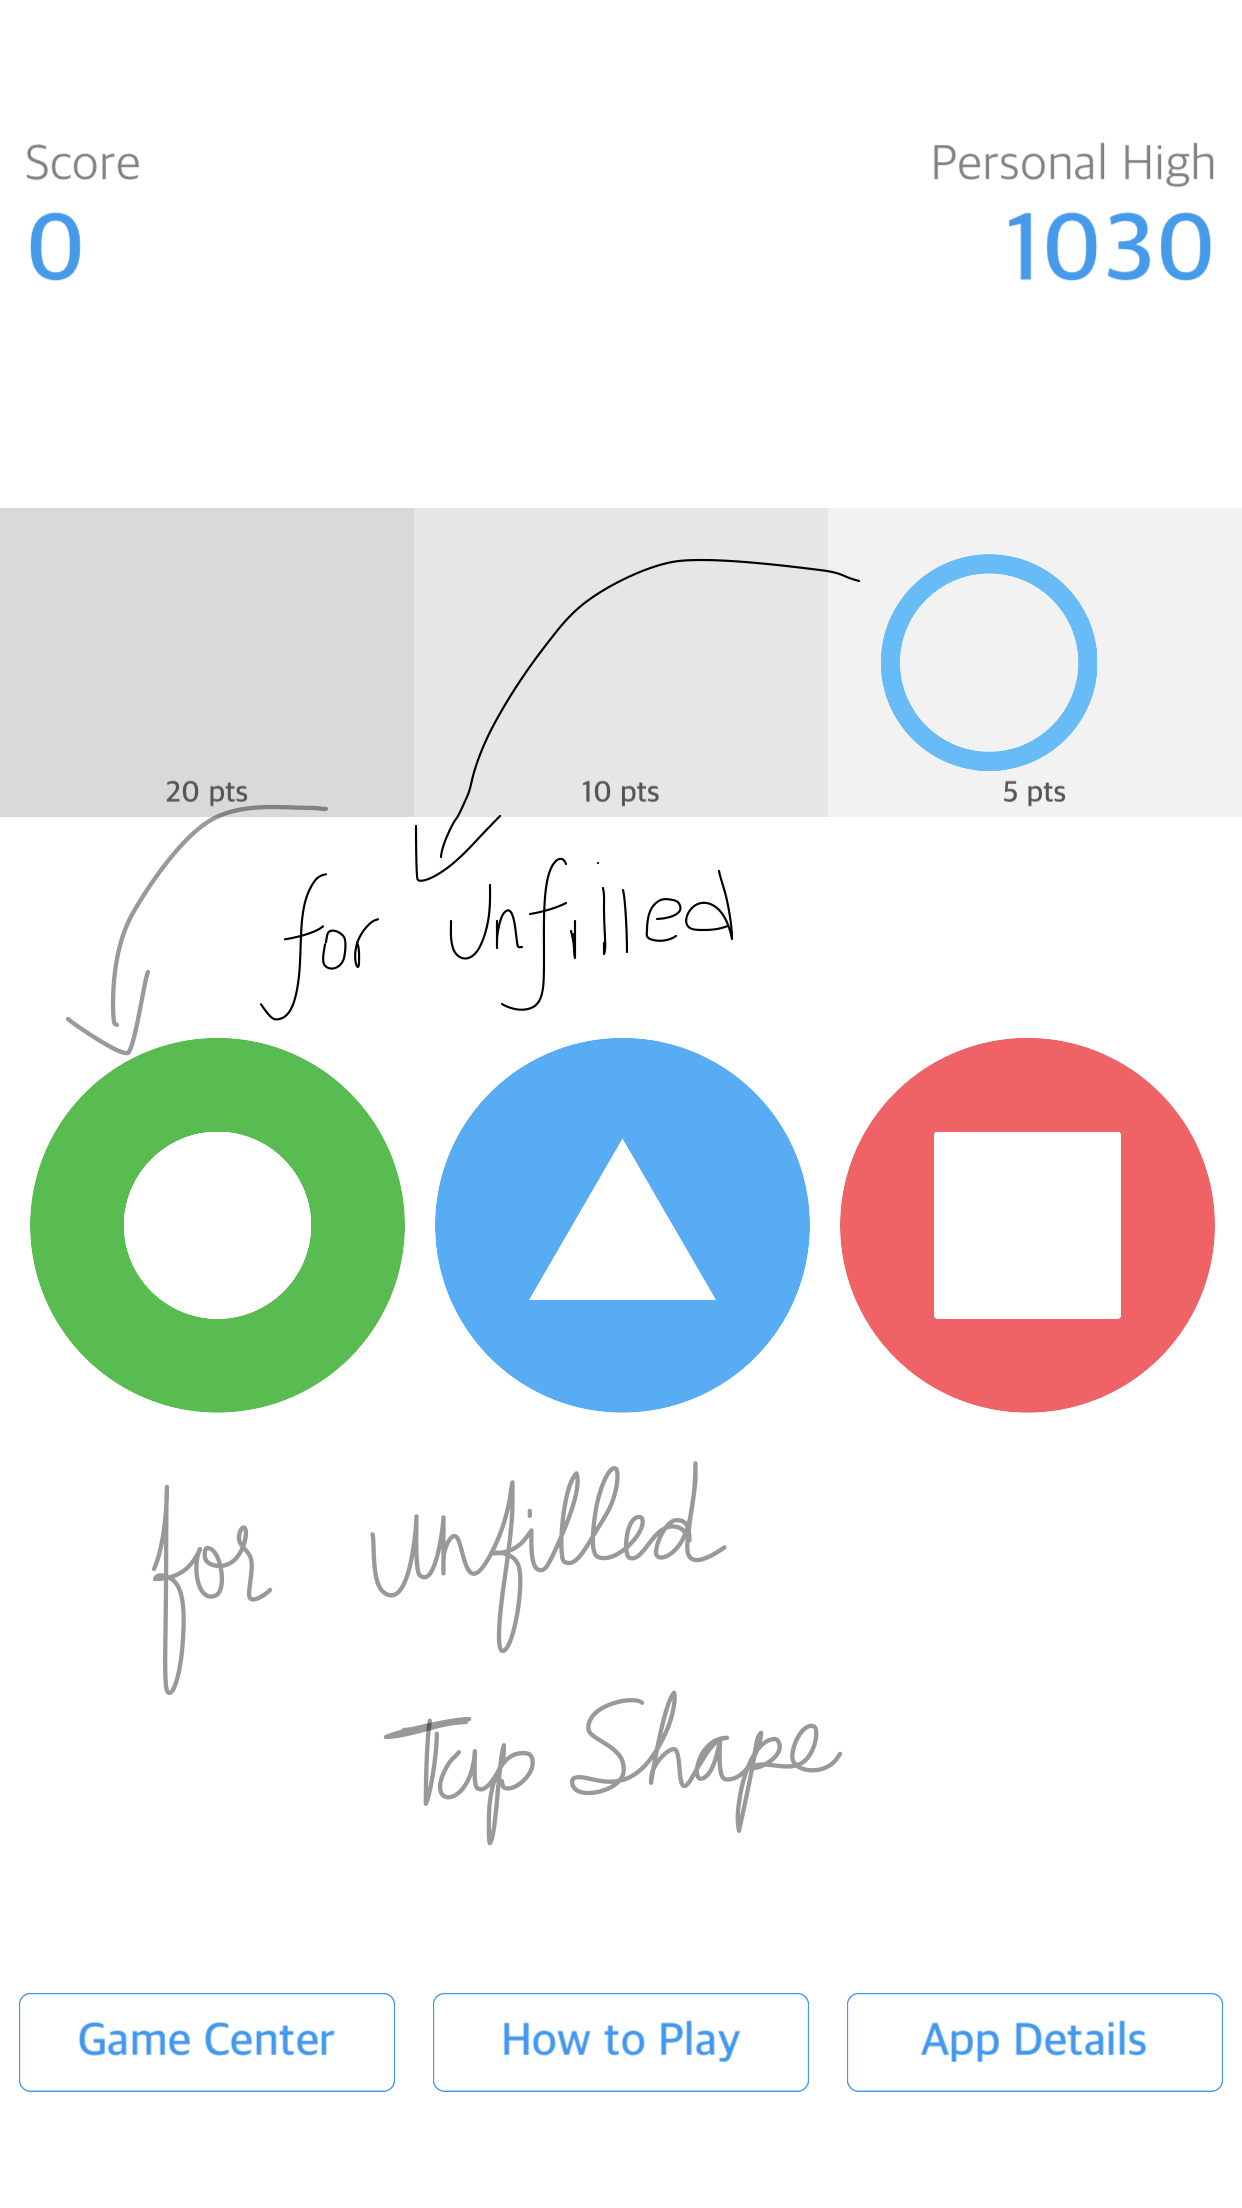 Score
Personal High
0
1030
20 pts
10 pts
5 pts
for Unfilled
for Unfilled
Tap Shape
Game Center
How to Play
App Details